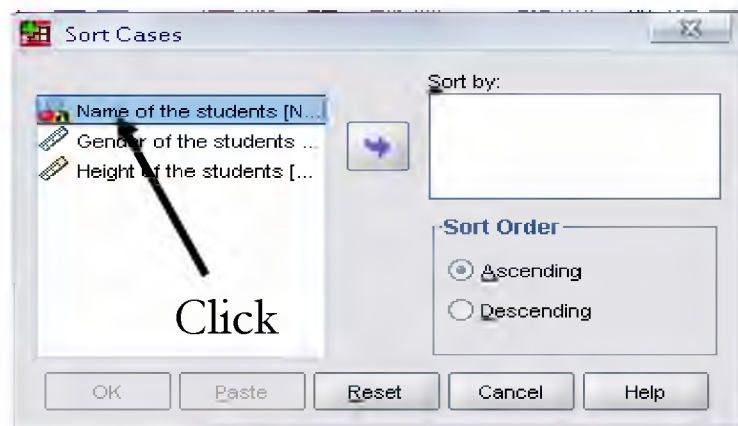 Sort Cases
Name of the students [N...
Gender of the students ...
Height of the students [...
Click
Sort by:
Sort Order
Ascending
Descending
OK Paste Reset Cancel Help